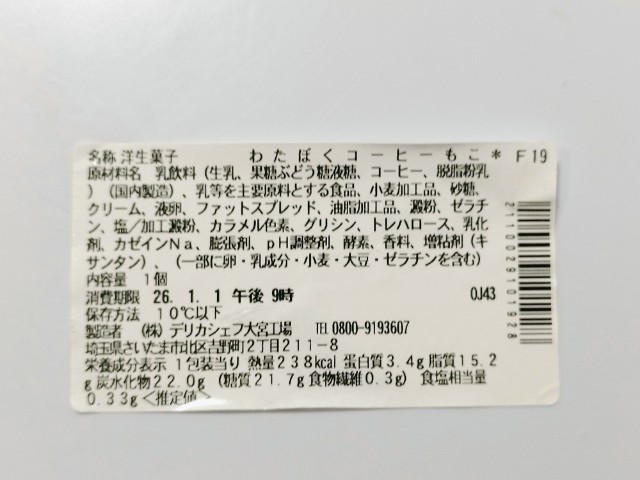 名称 洋生菓子 わたぼくコーヒーもこ* F19
原材料名 乳飲料(生乳、果糖ぶどう糖液糖、コーヒー、脱脂粉乳
)(国内製造)、乳等を主要原料とする食品、小麦加工品、砂糖、
クリーム、液卵、ファットスプレッド、油脂加工品、澱粉、ゼラチ
ン、塩/加工澱粉、カラメル色素、グリシン、トレハロース、乳化
剤、カゼインNa、膨張剤、pH調整剤、酵素、香料、増粘剤(キ
サンタン)、(一部に卵・乳成分・小麦・大豆・ゼラチンを含む)
内容量 1個
消費期限 26. 1. 1 午後 9時 0J43
保存方法 10℃以下
製造者 (株)デリカシェフ大宮工場 TEL0800-9193607
埼玉県さいたま市北区吉野町2丁目211-8
栄養成分表示 1包装当り 熱量238kcal 蛋白質3.4g 脂質15.2
g 炭水化物22.0g (糖質21.7g 食物繊維0.3g) 食塩相当量
0.33g<推定値>
2110029101928